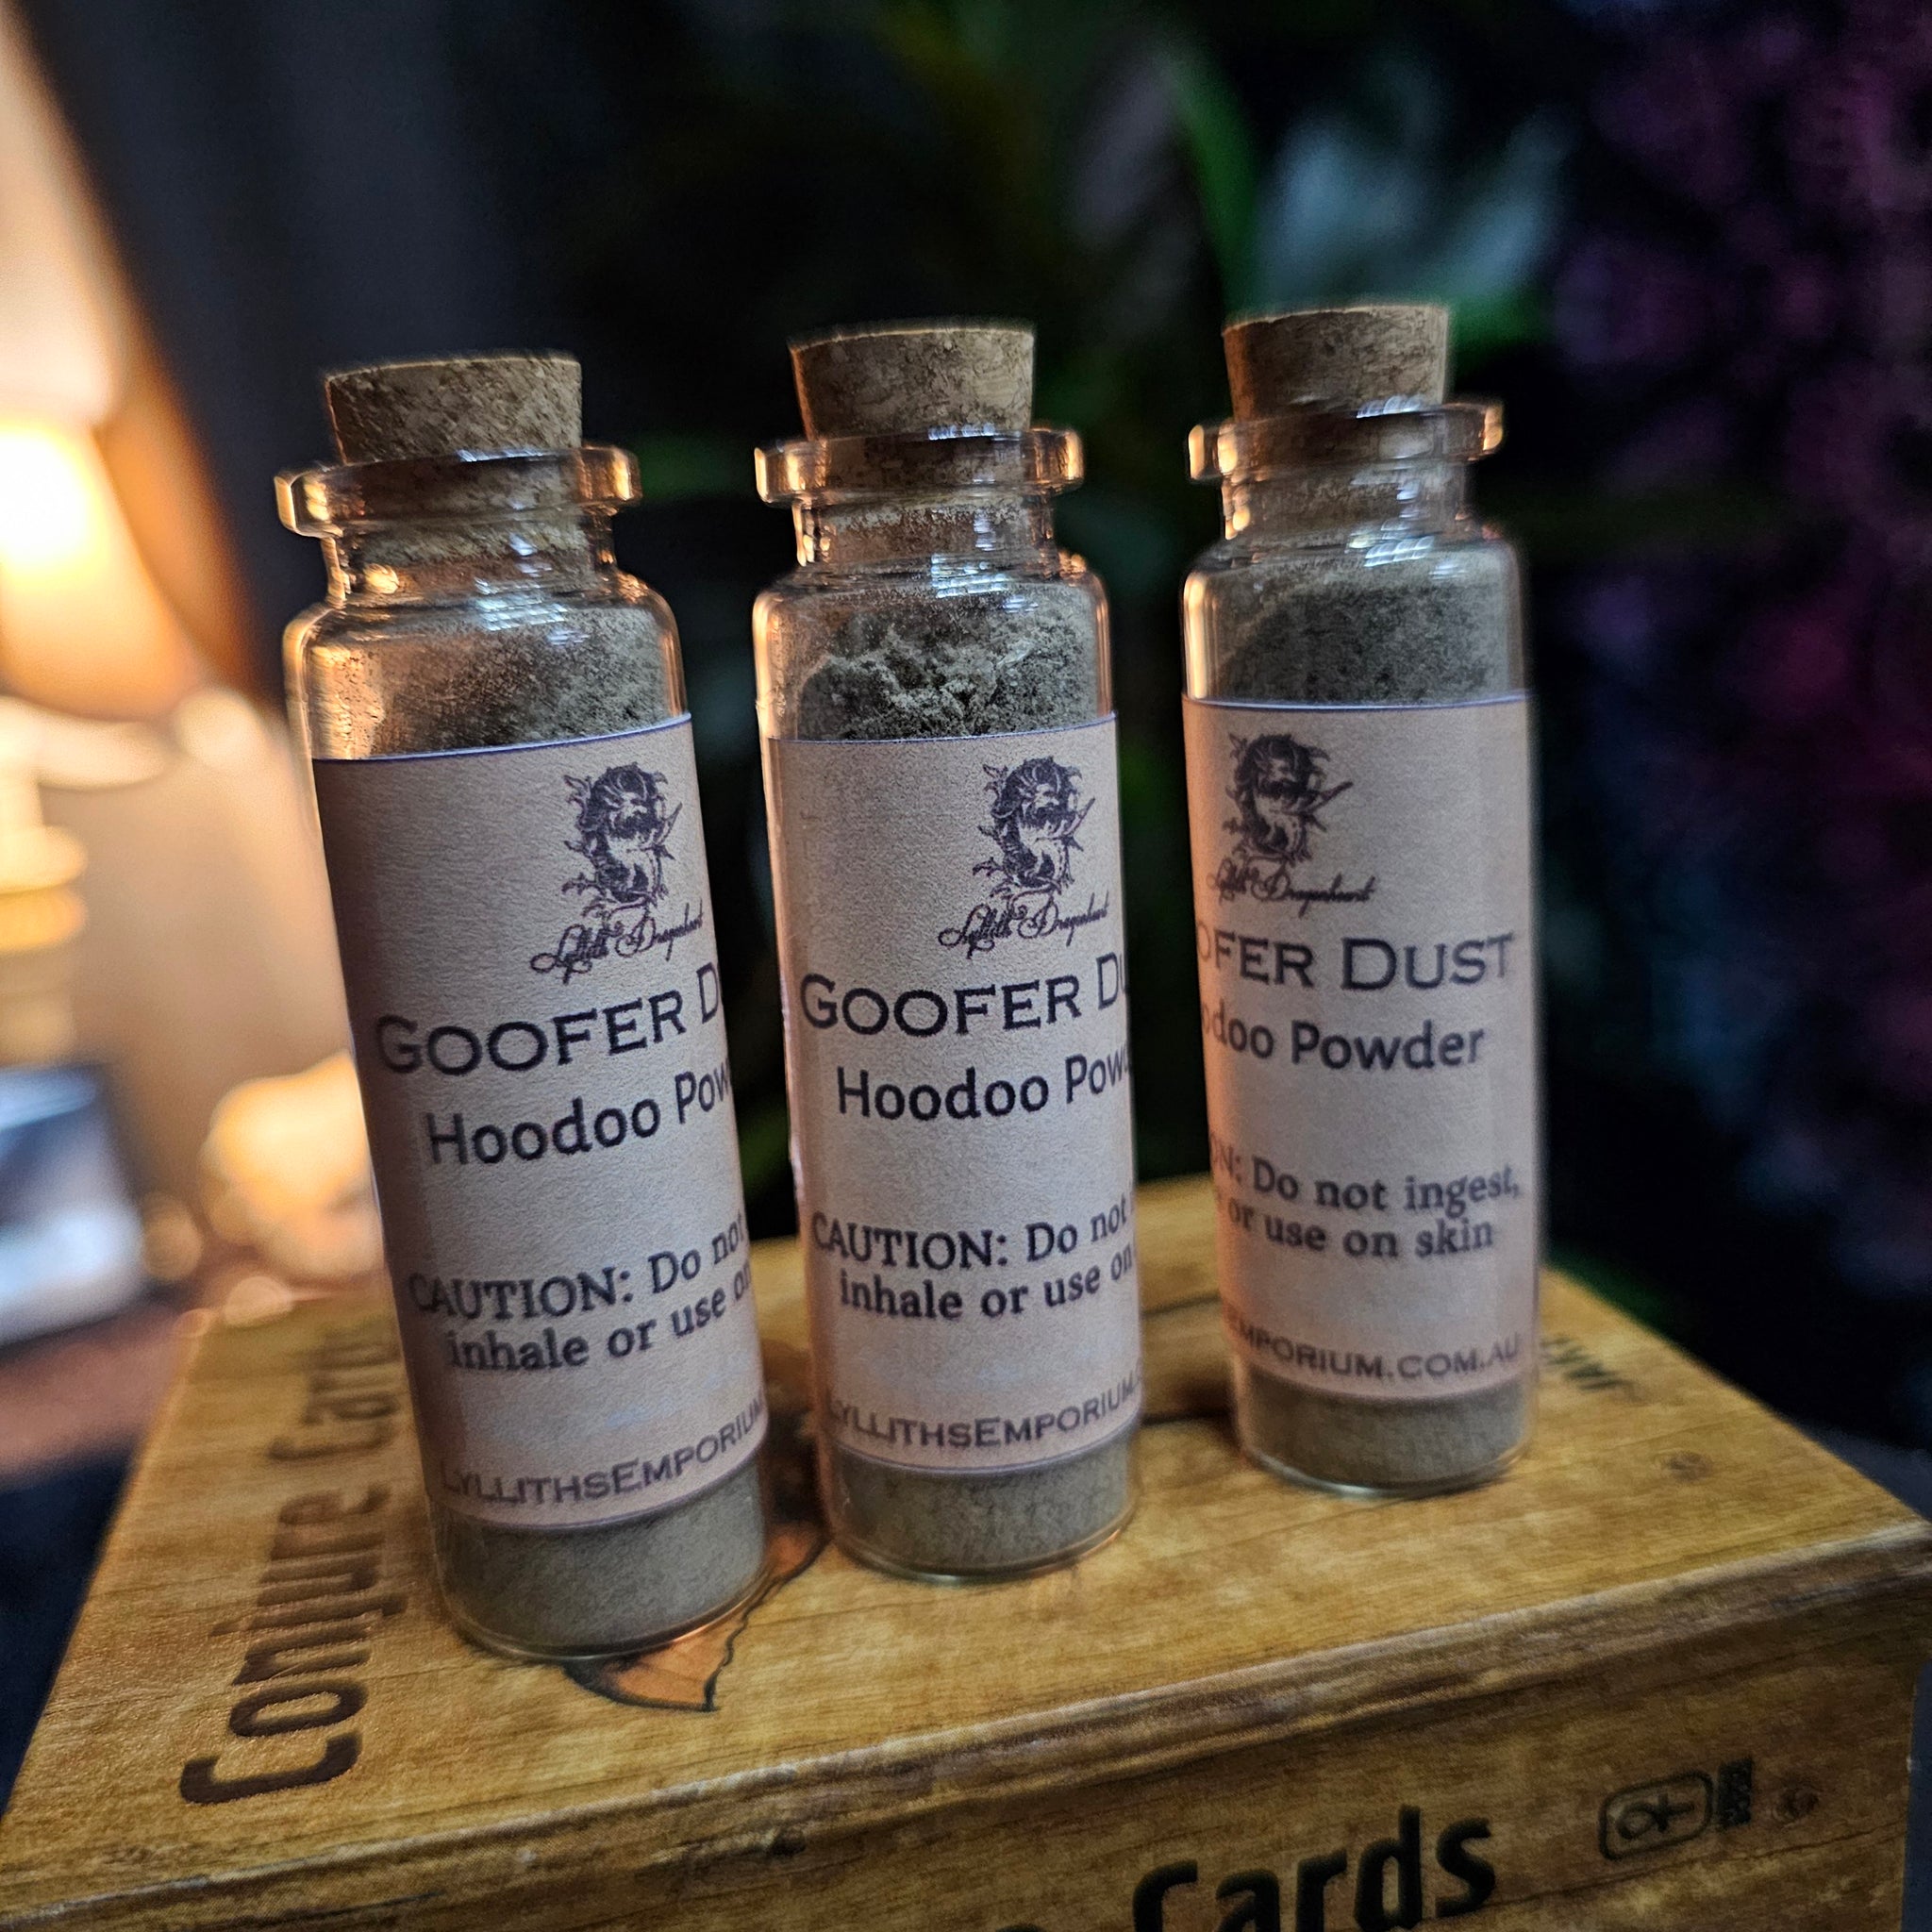 Lyllith Dragonheart
GOOFER D
Hoodoo Pow
CAUTION: Do not
inhale or use on
LYLLITHSEMPORIUM
Lyllith Dragonheart
GOOFER DU
Hoodoo Powd
CAUTION: Do not
inhale or use on
LYLLITHSEMPORIUM.
Lyllith Dragonheart
OFER DUST
odoo Powder
ON: Do not ingest,
or use on skin
EMPORIUM.COM.AU
Conjure Cards
Cards